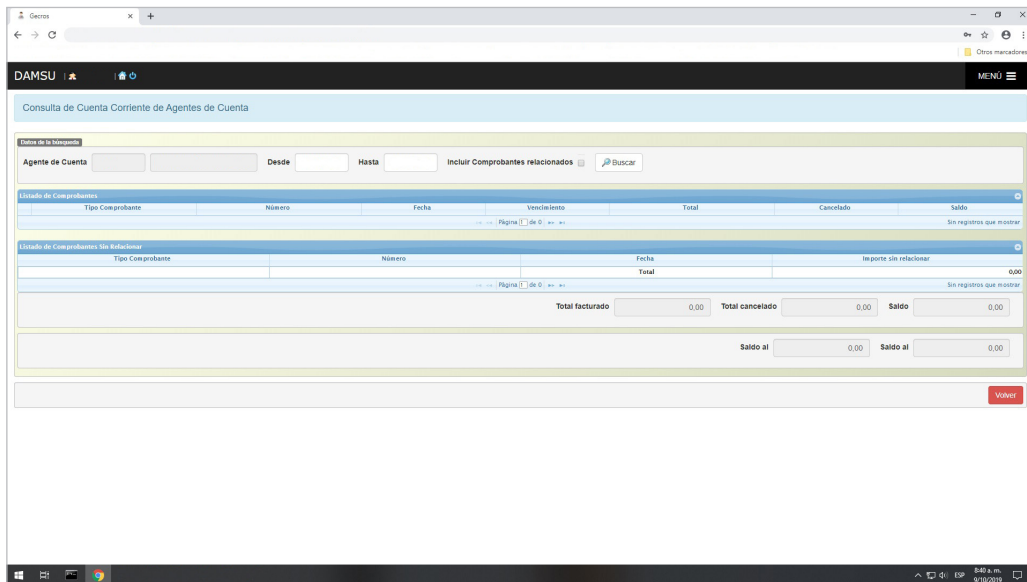 Gecros
Otros marcadores
DAMSU
MENÚ
Consulta de Cuenta Corriente de Agentes de Cuenta
Datos de la búsqueda
Agente de Cuenta Desde Hasta Incluir Comprobantes relacionados Buscar
Listado de Comprobantes
Tipo Comprobante Número Fecha Vencimiento Total Cancelado Saldo
Página 1 de 0 Sin registros que mostrar
Listado de Comprobantes Sin Relacionar
Tipo Comprobante Número Fecha Importe sin relacionar
Total 0,00
Página 1 de 0 Sin registros que mostrar
Total facturado 0,00 Total cancelado 0,00 Saldo 0,00
Saldo al 0,00 Saldo al 0,00
Volver
ESP 8:40 a. m.
9/10/2019